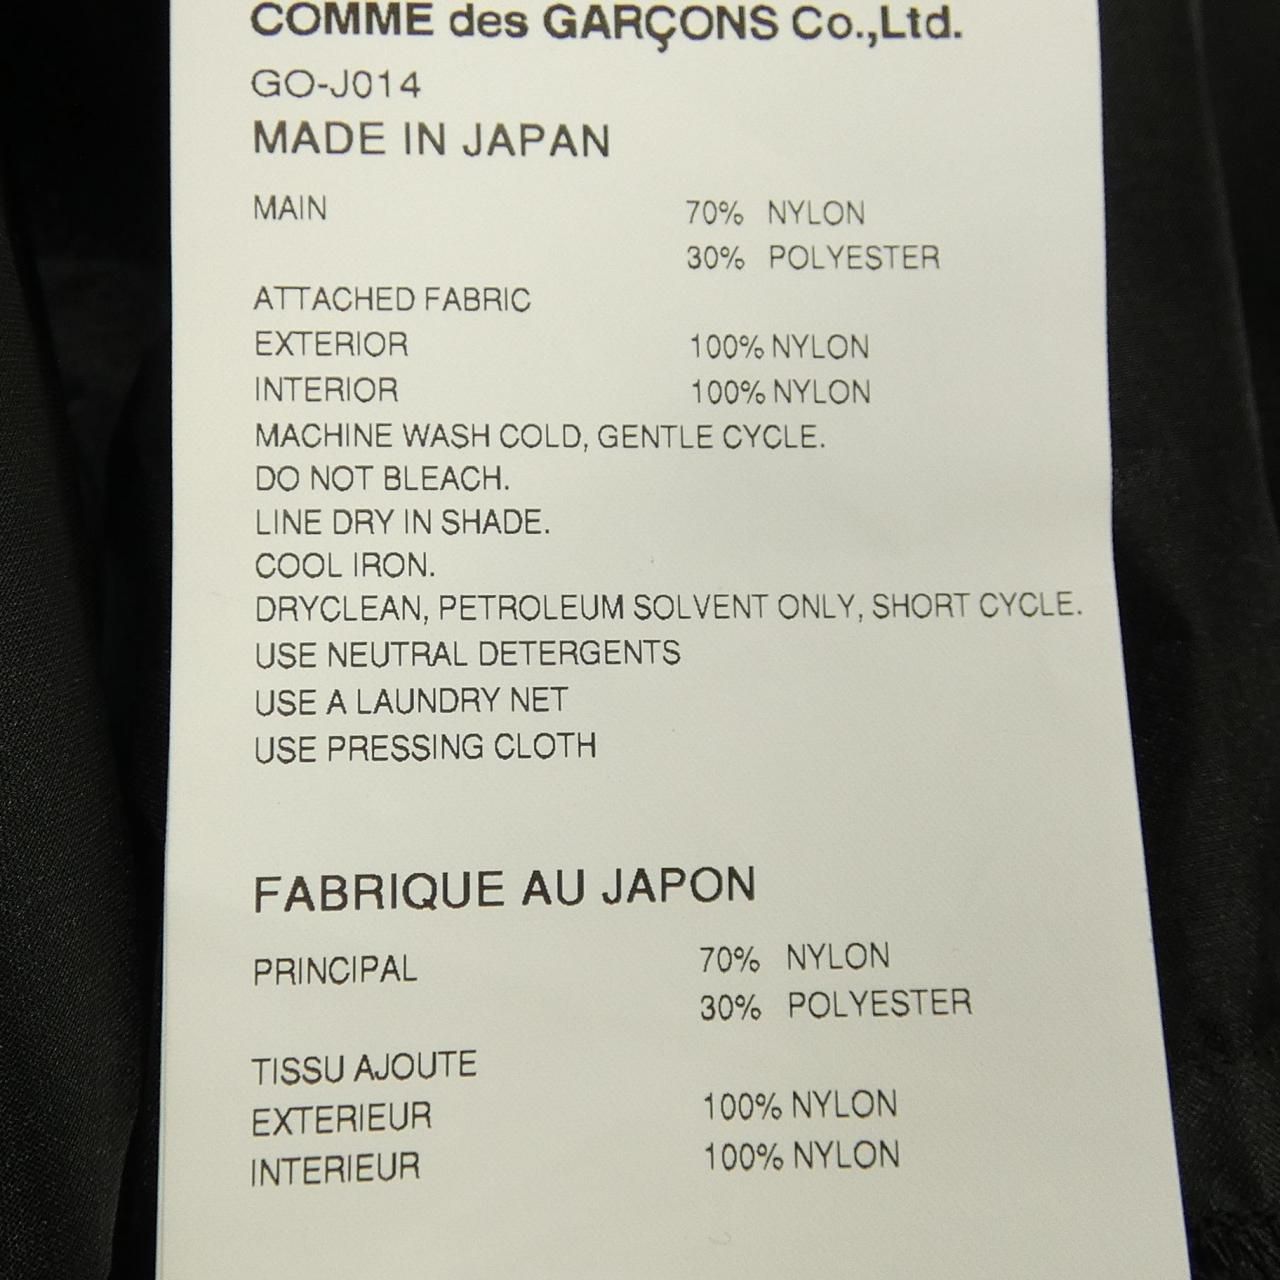 COMME des GARÇONS Co.,Ltd.
GO-J014
MADE IN JAPAN
MAIN 70% NYLON
30% POLYESTER
ATTACHED FABRIC
EXTERIOR 100% NYLON
INTERIOR 100% NYLON
MACHINE WASH COLD, GENTLE CYCLE.
DO NOT BLEACH.
LINE DRY IN SHADE.
COOL IRON.
DRYCLEAN, PETROLEUM SOLVENT ONLY, SHORT CYCLE.
USE NEUTRAL DETERGENTS
USE A LAUNDRY NET
USE PRESSING CLOTH
FABRIQUE AU JAPON
PRINCIPAL 70% NYLON
30% POLYESTER
TISSU AJOUTE
EXTERIEUR 100% NYLON
INTERIEUR 100% NYLON